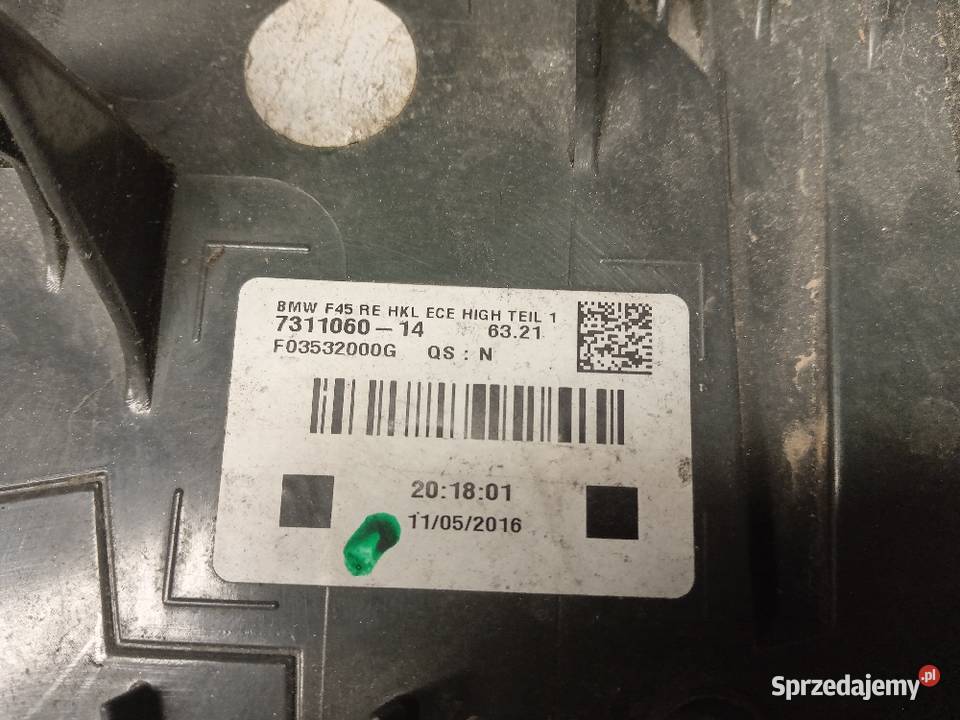 BMW F45 RE HKL ECE HIGH TEIL 1
7311060-14 63.21
F03532000G QS : N
20:18:01
11/05/2016
Sprzedajemy.pl